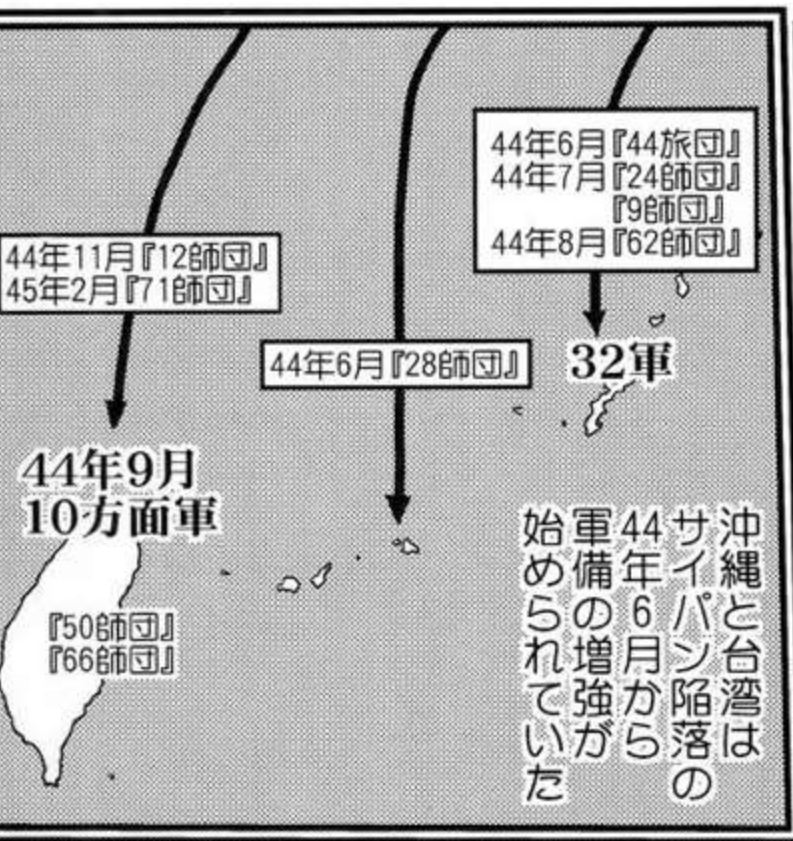 44年6月『44旅団』
44年7月『24師団』
『9師団』
44年8月『62師団』
32軍
44年6月『28師団』
44年11月『12師団』
45年2月『71師団』
44年9月
10方面軍
『50師団』
『66師団』
沖縄と台湾は
サイパン陥落の
44年6月から
軍備の増強が
始められていた